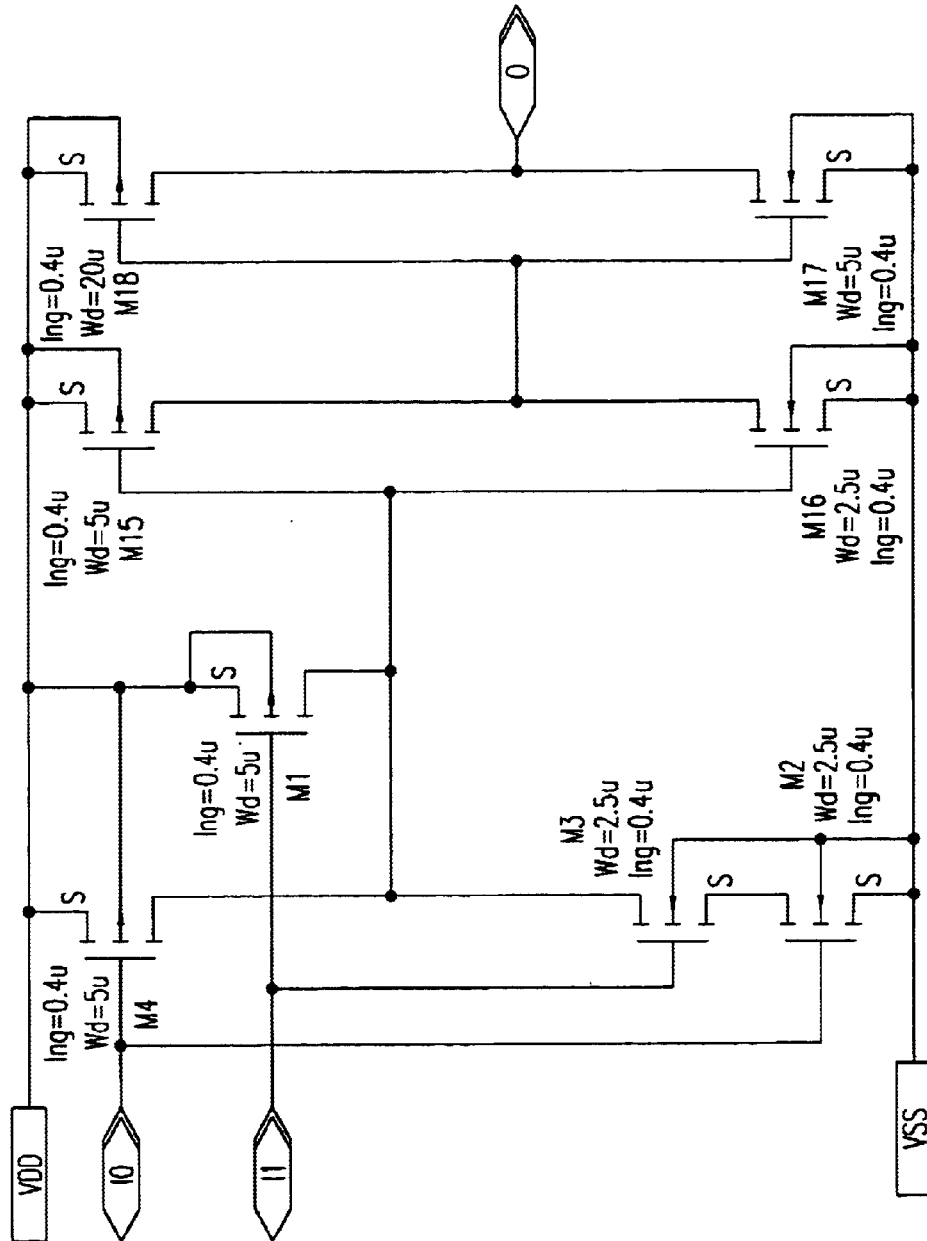 VDD
I0
I1
VSS
lng=0.4u
Wd=5u
M4
S
lng=0.4u
Wd=5u
M1
S
M3
Wd=2.5u
lng=0.4u
S
M2
Wd=2.5u
lng=0.4u
S
lng=0.4u
Wd=5u
M15
S
M16
Wd=2.5u
lng=0.4u
S
lng=0.4u
Wd=20u
M18
S
M17
Wd=5u
lng=0.4u
S
O